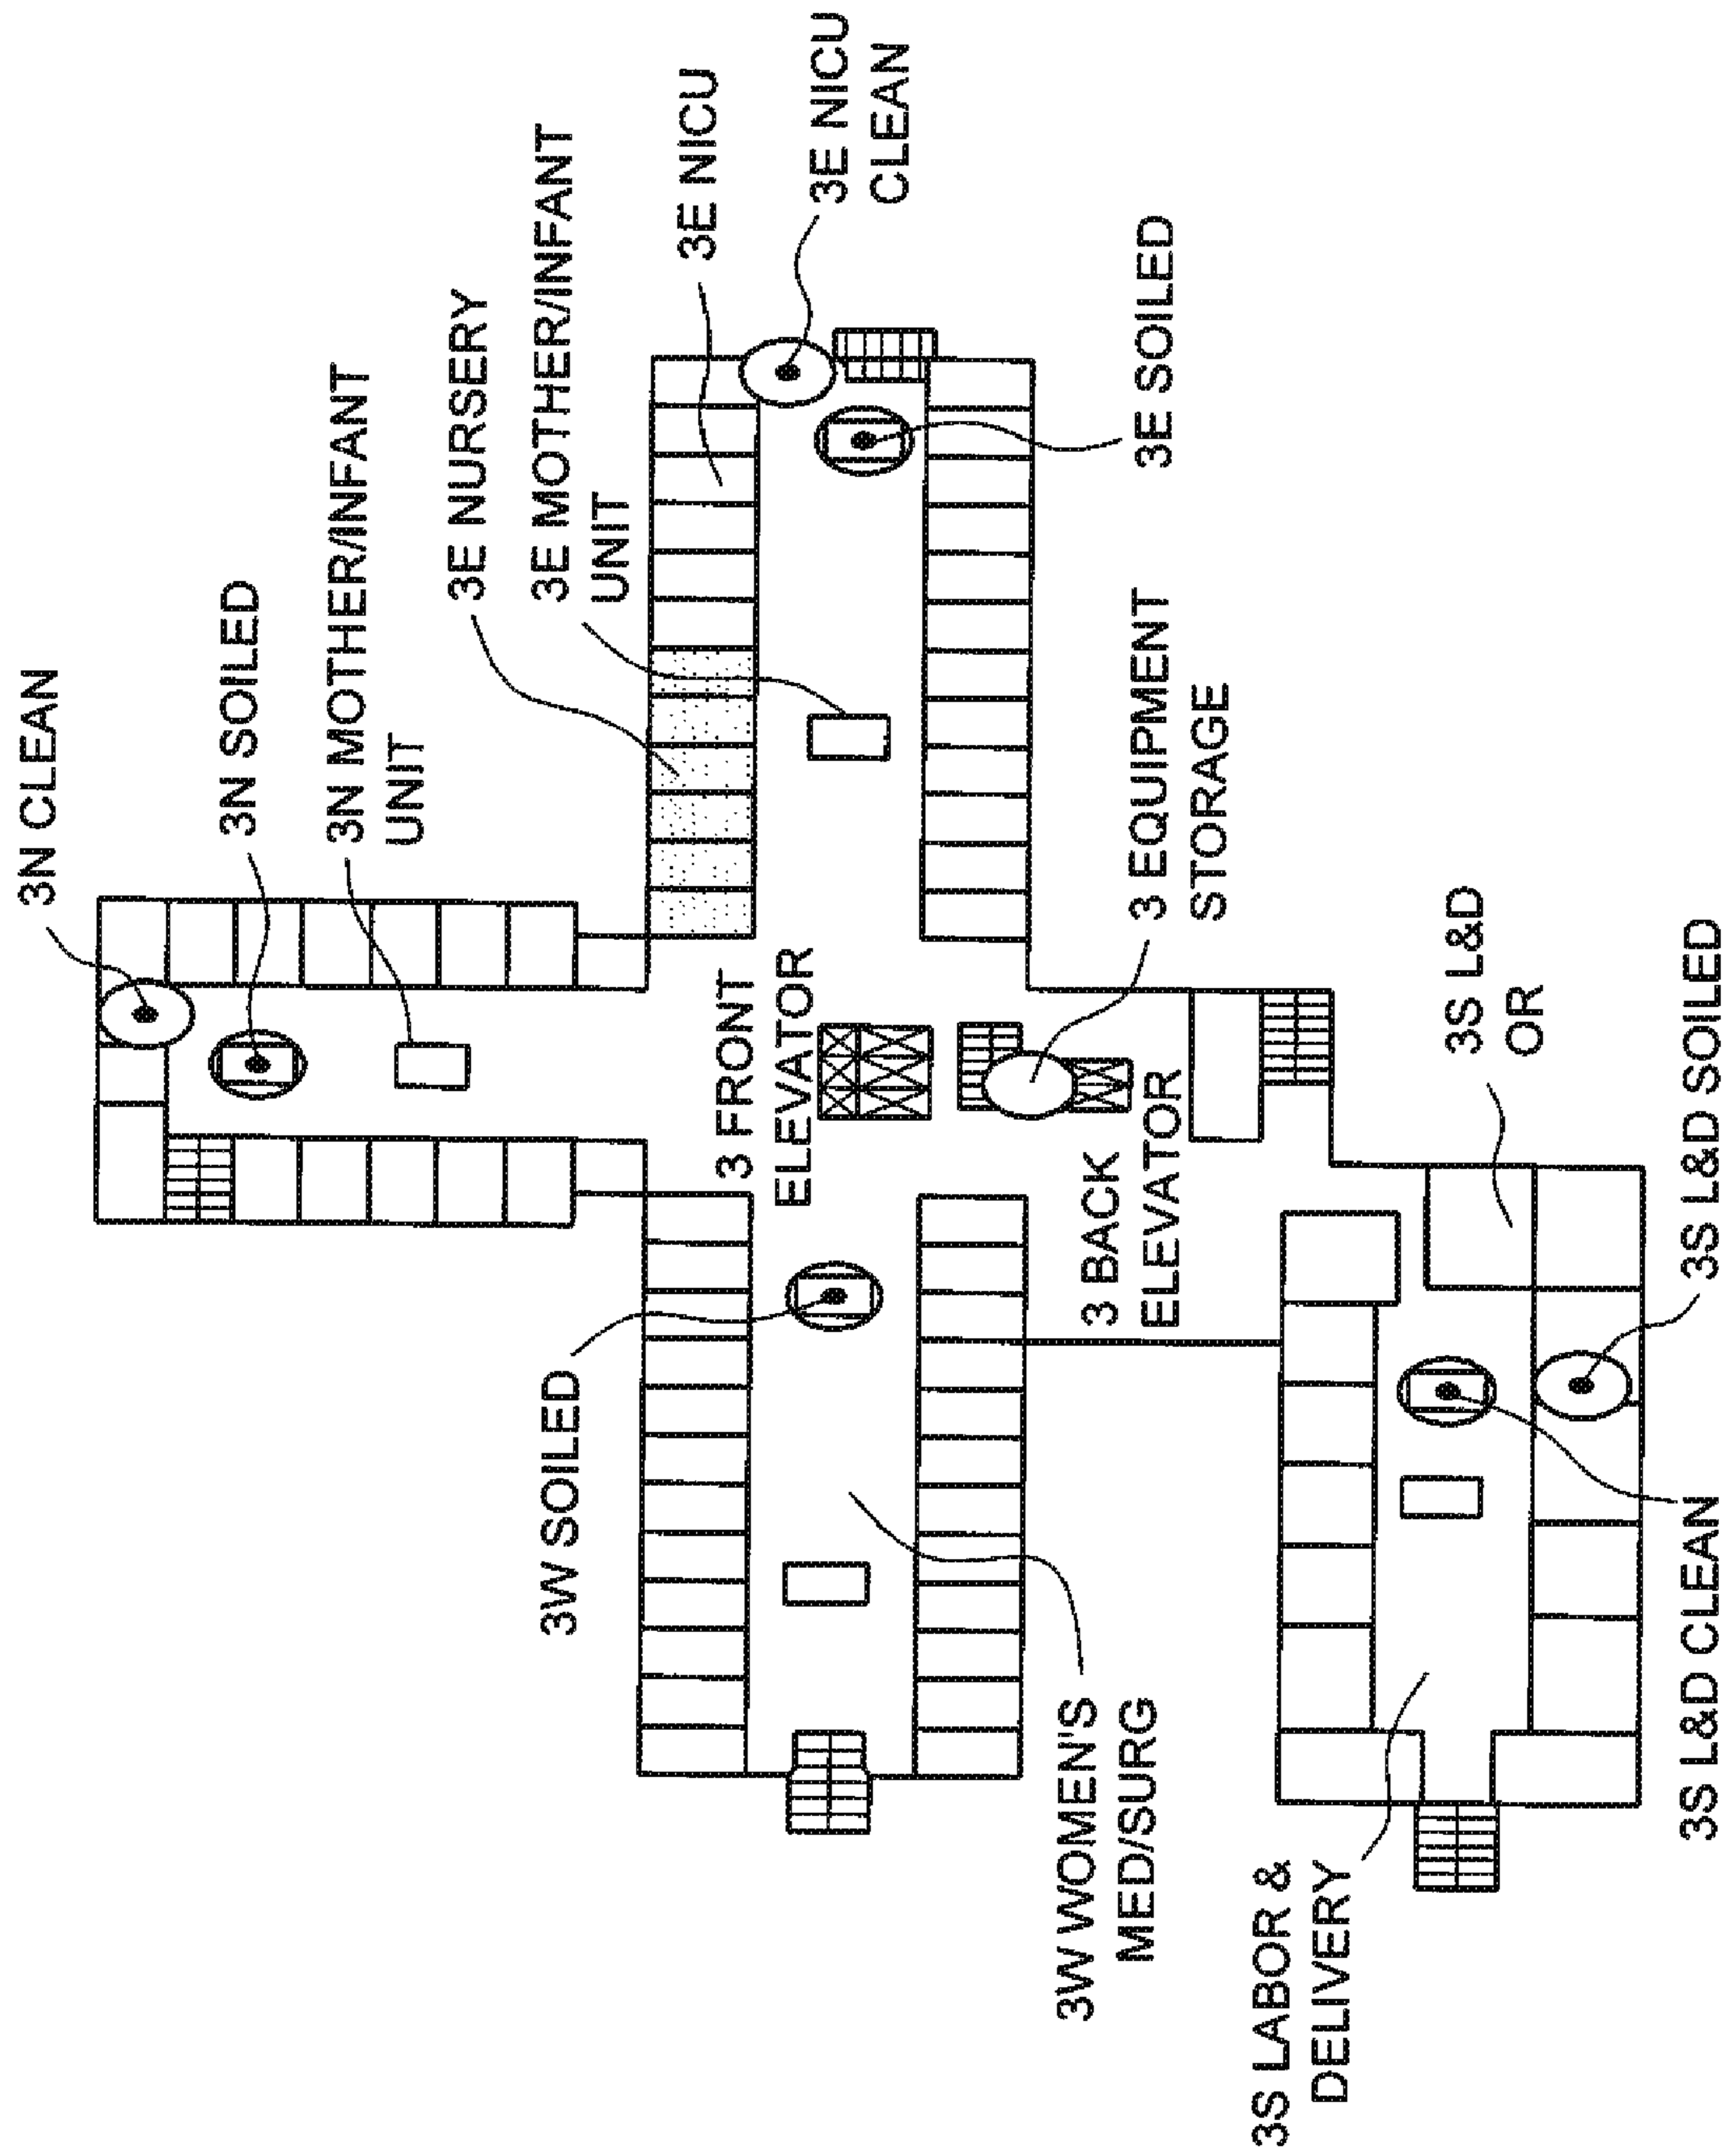 3N CLEAN
3N SOILED
3N MOTHER/INFANT
UNIT
3E NURSERY
3E MOTHER/INFANT
UNIT
3E NICU
3E NICU
CLEAN
3E SOILED
3 FRONT
ELEVATOR
3 EQUIPMENT
STORAGE
3 BACK
ELEVATOR
3W SOILED
3W WOMEN'S
MED/SURG
3S L&D
OR
3S L&D SOILED
3S L&D CLEAN
3S LABOR &
DELIVERY